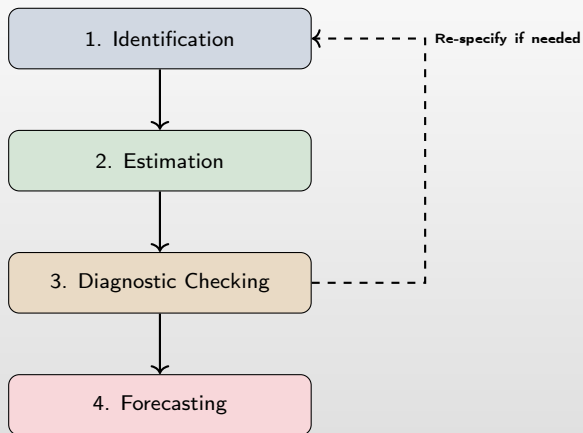 1. Identification
Re-specify if needed
2. Estimation
3. Diagnostic Checking
4. Forecasting